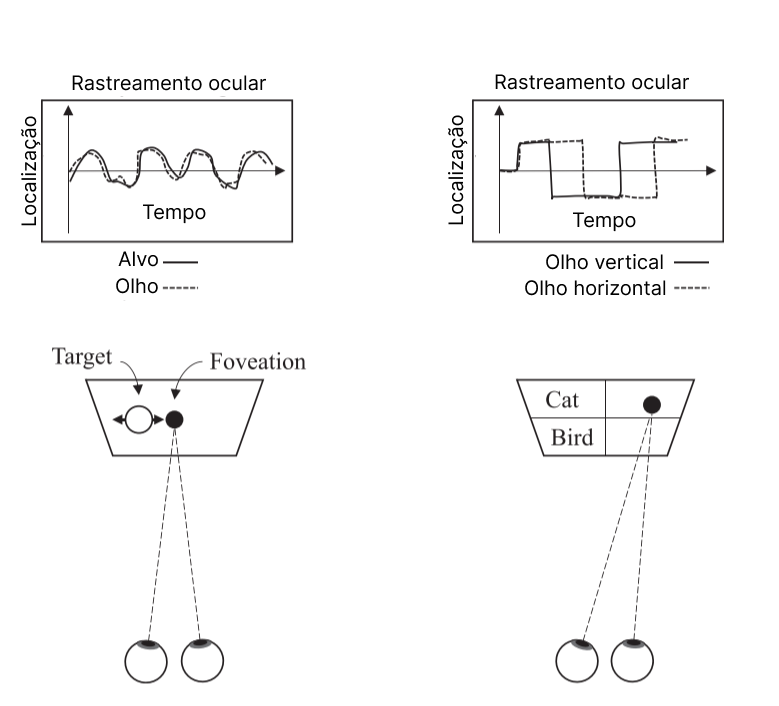 Rastreamento ocular
Localização
Tempo
Alvo
Olho
Target
Foveation
Rastreamento ocular
Localização
Tempo
Olho vertical
Olho horizontal
Cat
Bird